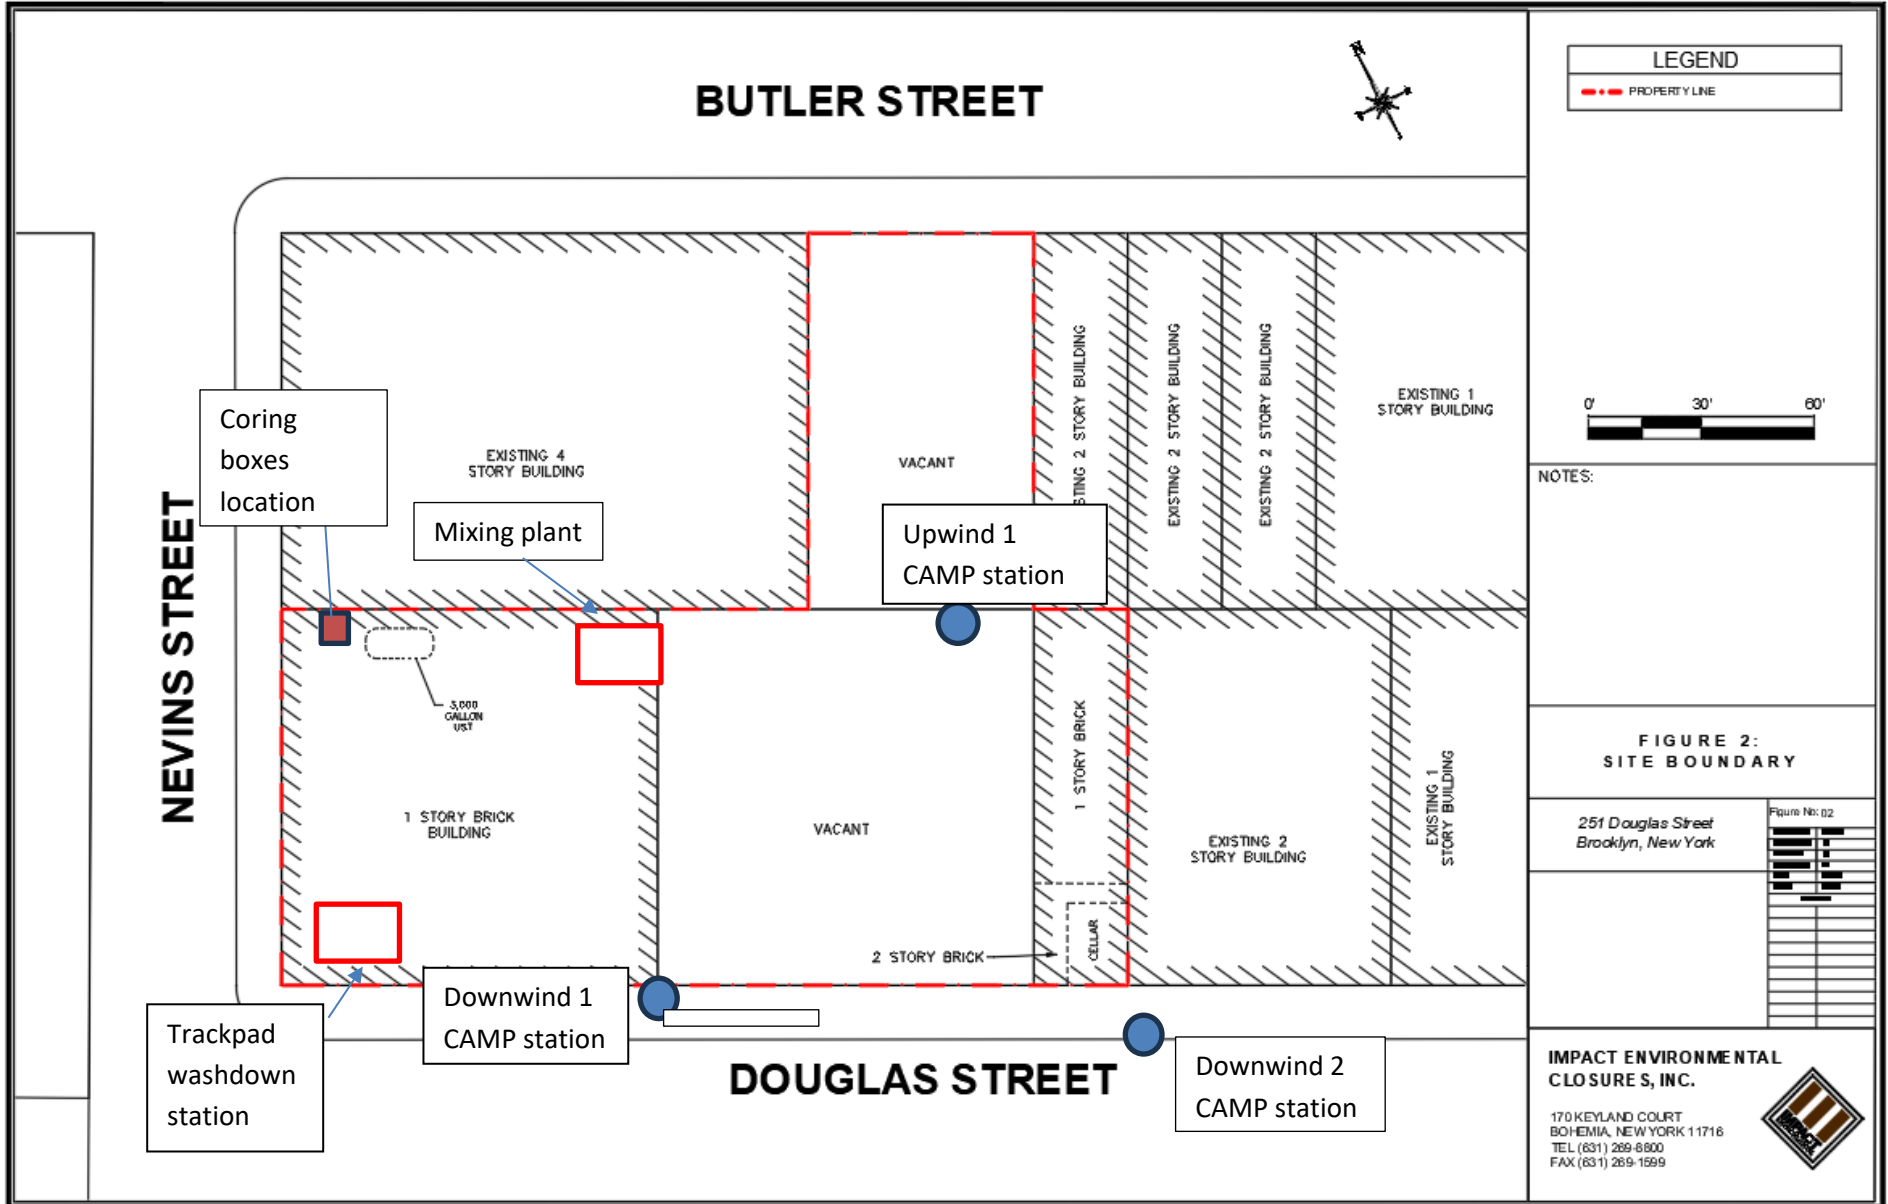 BUTLER STREET
N
LEGEND
PROPERTY LINE
0' 30' 60'
NOTES:
Coring
boxes
location
EXISTING 4
STORY BUILDING
Mixing plant
VACANT
Upwind 1
CAMP station
STING 2 STORY BUILDING
EXISTING 2 STORY BUILDING
EXISTING 2 STORY BUILDING
EXISTING 1
STORY BUILDING
NEVINS STREET
GALLON
UST
1 STORY BRICK
BUILDING
VACANT
1 STORY BRICK
2 STORY BRICK
CELLAR
EXISTING 2
STORY BUILDING
EXISTING 1
STORY BUILDING
Trackpad
washdown
station
Downwind 1
CAMP station
Downwind 2
CAMP station
DOUGLAS STREET
FIGURE 2:
SITE BOUNDARY
251 Douglas Street
Brooklyn, New York
Figure No: 02
IMPACT ENVIRONMENTAL
CLOSURES, INC.
170 KEYLAND COURT
BOHEMIA, NEW YORK 11716
TEL (631) 269-8800
FAX (631) 269-1599
IMPACT